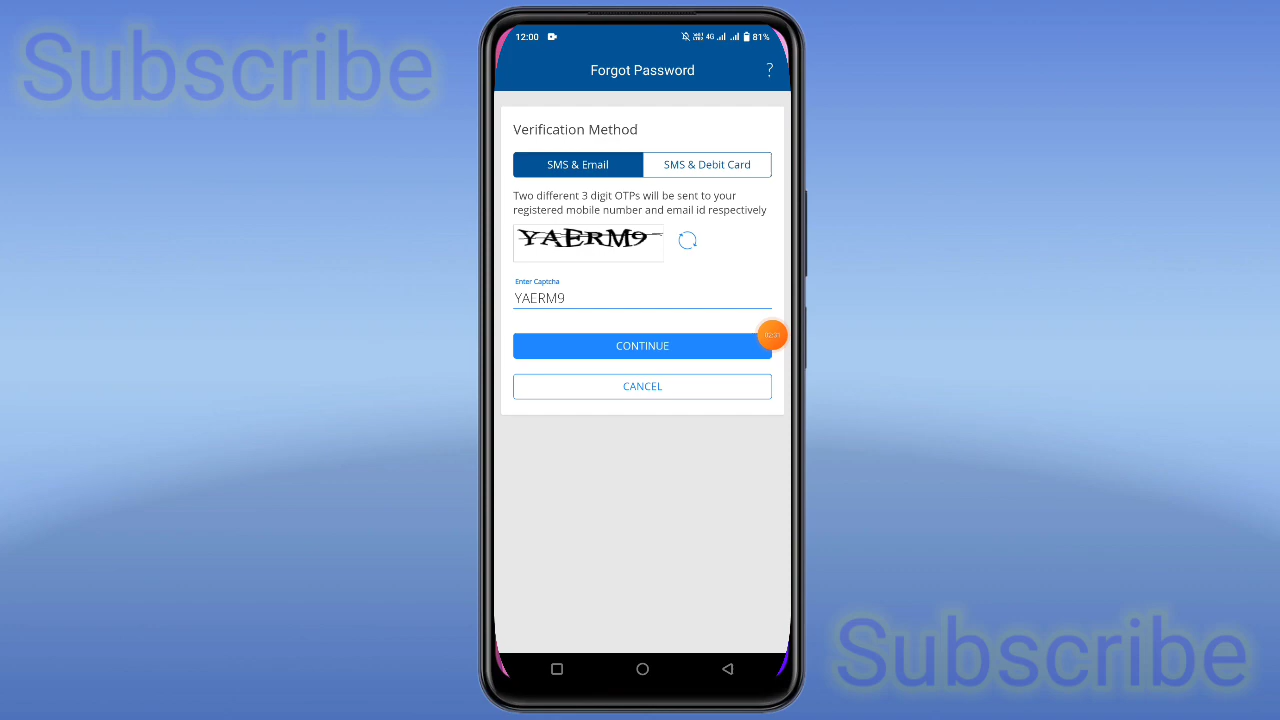 Subscribe
12:00 4G 81%
Forgot Password ?
Verification Method
SMS & Email SMS & Debit Card
Two different 3 digit OTPs will be sent to your
registered mobile number and email id respectively
YAERM9
Enter Captcha
YAERM9
CONTINUE
CANCEL
Subscribe